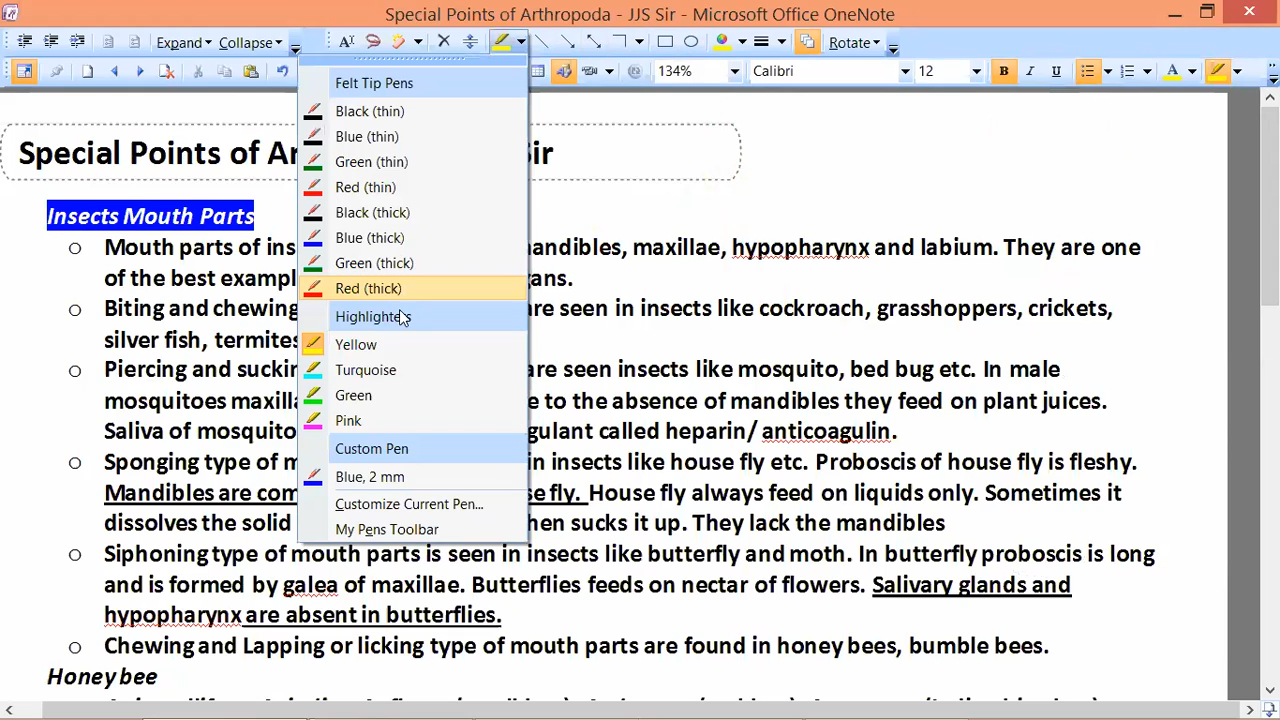 Special Points of Arthropoda - JJS Sir - Microsoft Office OneNote
Expand Collapse Rotate
134% Calibri 12 B I U A
Felt Tip Pens
Black (thin)
Blue (thin)
Green (thin)
Red (thin)
Black (thick)
Blue (thick)
Green (thick)
Red (thick)
Highlighters
Yellow
Turquoise
Green
Pink
Custom Pen
Blue, 2 mm
Customize Current Pen...
My Pens Toolbar
Special Points of Ar Sir
Insects Mouth Parts
Mouth parts of ins mandibles, maxillae, hypopharynx and labium. They are one
of the best exampl gans.
Biting and chewing are seen in insects like cockroach, grasshoppers, crickets,
silver fish, termites
Piercing and suckin are seen insects like mosquito, bed bug etc. In male
mosquitoes maxilla e to the absence of mandibles they feed on plant juices.
Saliva of mosquito gulant called heparin/ anticoagulin.
Sponging type of m in insects like house fly etc. Proboscis of house fly is fleshy.
Mandibles are com se fly. House fly always feed on liquids only. Sometimes it
dissolves the solid hen sucks it up. They lack the mandibles
Siphoning type of mouth parts is seen in insects like butterfly and moth. In butterfly proboscis is long
and is formed by galea of maxillae. Butterflies feeds on nectar of flowers. Salivary glands and
hypopharynx are absent in butterflies.
Chewing and Lapping or licking type of mouth parts are found in honey bees, bumble bees.
Honey bee